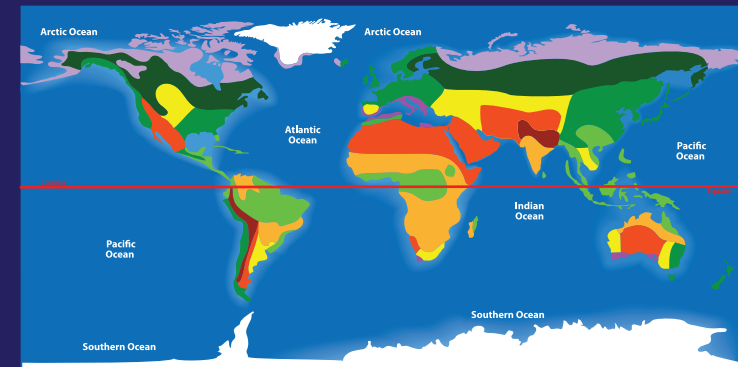 Arctic Ocean
Arctic Ocean
Atlantic
Ocean
Pacific
Ocean
Indian
Ocean
Pacific
Ocean
Southern Ocean
Southern Ocean